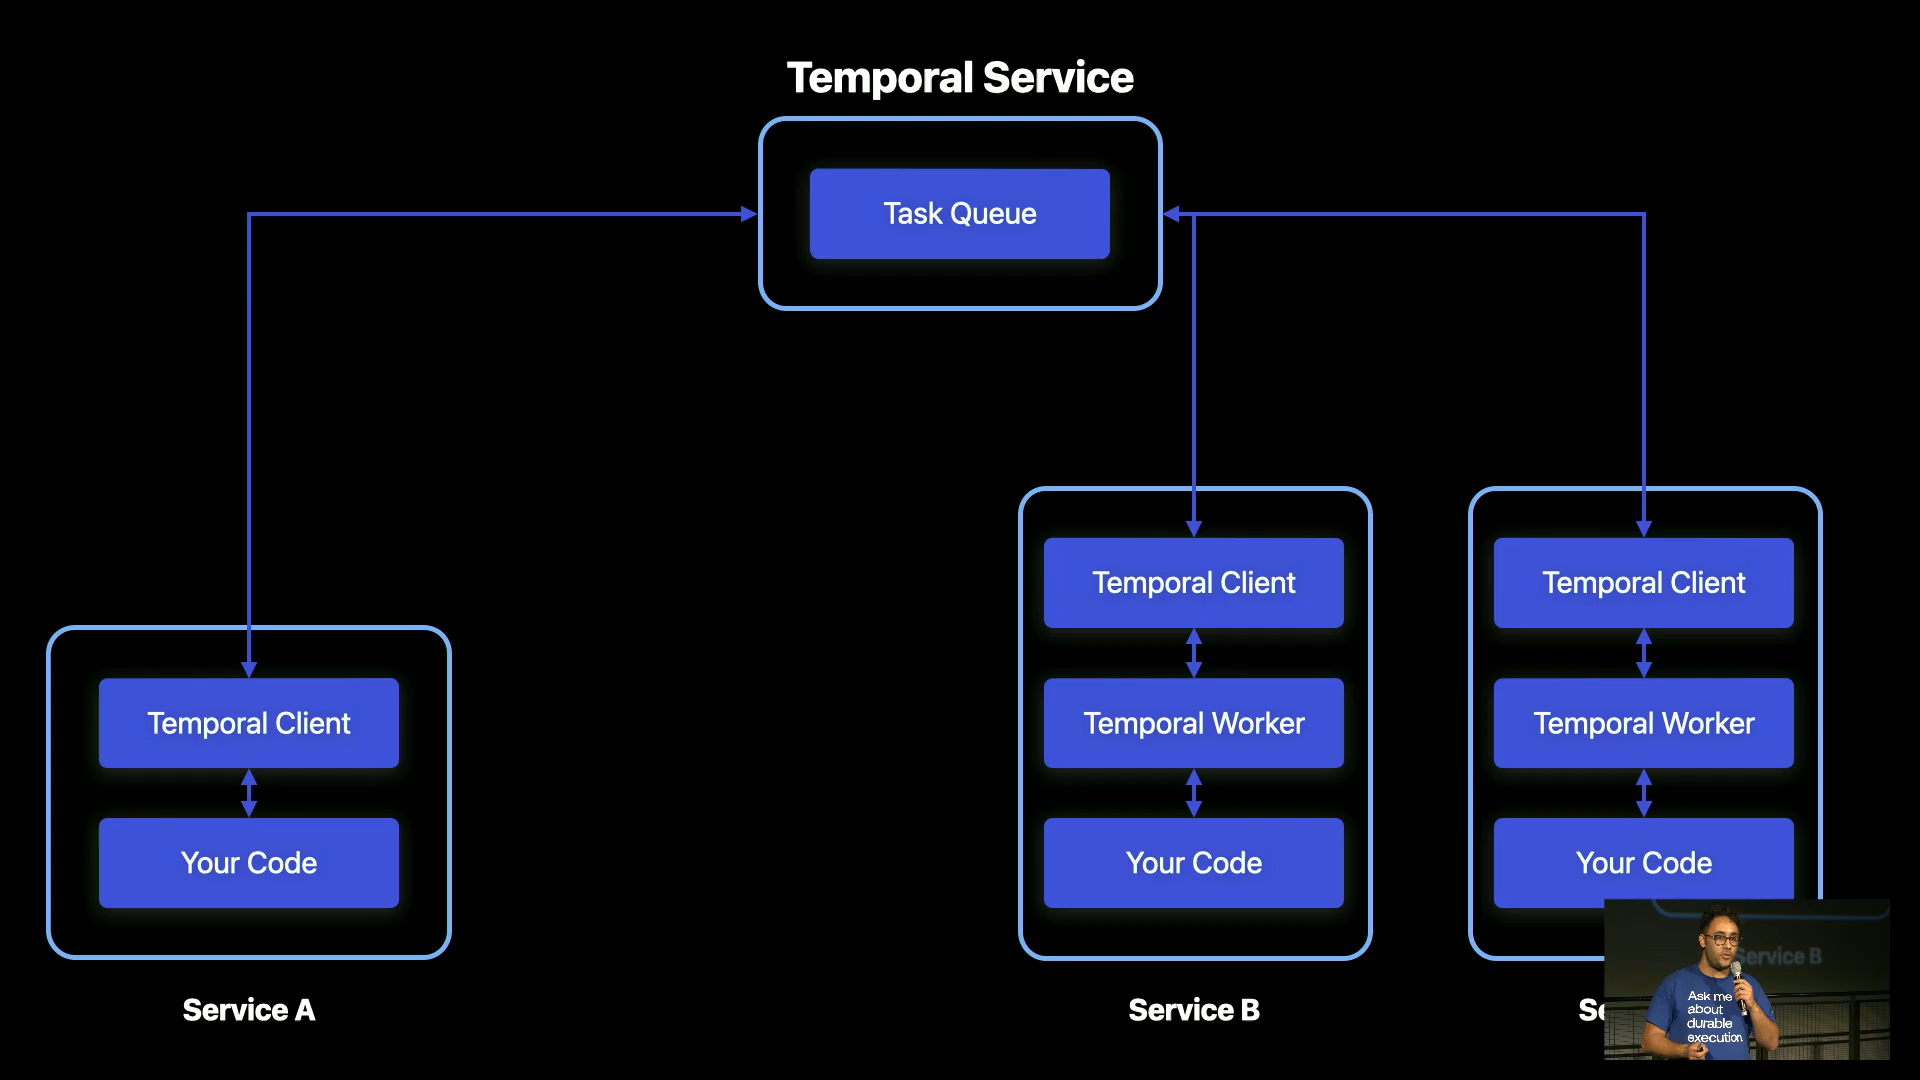 Temporal Service
Task Queue
Temporal Client
Temporal Client
Temporal Worker
Temporal Worker
Temporal Client
Your Code
Your Code
Your Code
Service A
Service B
Service B
Ask me
about
durable
execution